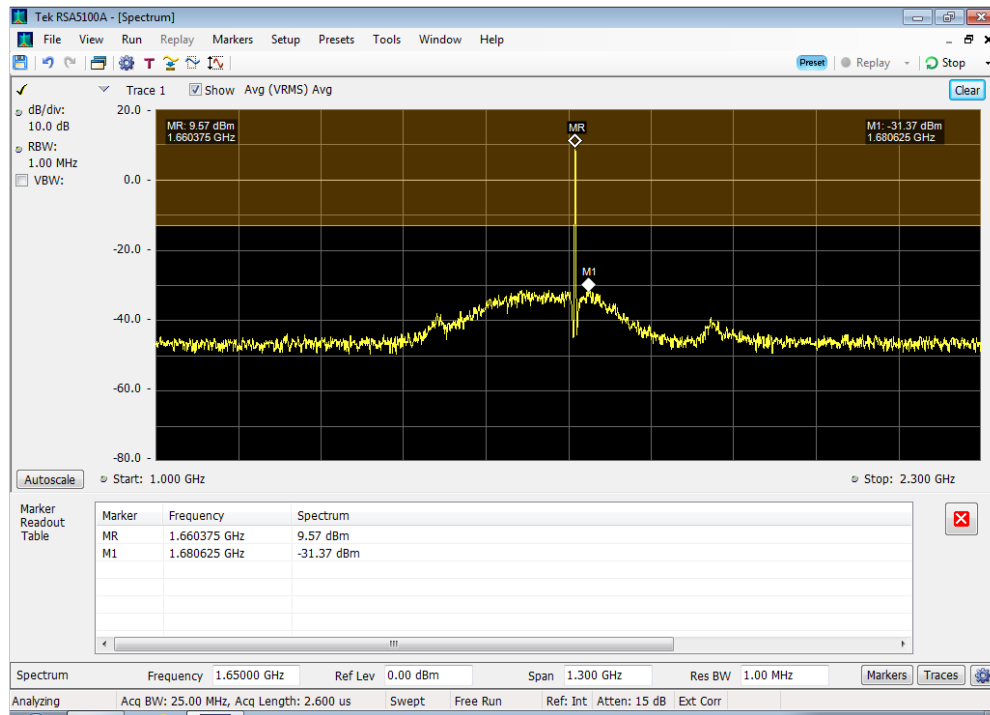 Tek RSA5100A - [Spectrum]
File View Run Replay Markers Setup Presets Tools Window Help
T Preset Replay Stop
Trace 1 Show Avg (VRMS) Avg Clear
dB/div:
10.0 dB
RBW:
1.00 MHz
VBW:
20.0
0.0
-20.0
-40.0
-60.0
-80.0
MR: 9.57 dBm
1.660375 GHz
MR
M1: -31.37 dBm
1.680625 GHz
M1
Autoscale Start: 1.000 GHz Stop: 2.300 GHz
Marker
Readout
Table
Marker Frequency Spectrum
MR 1.660375 GHz 9.57 dBm
M1 1.680625 GHz -31.37 dBm
Spectrum Frequency 1.65000 GHz Ref Lev 0.00 dBm Span 1.300 GHz Res BW 1.00 MHz Markers Traces
Analyzing Acq BW: 25.00 MHz, Acq Length: 2.600 us Swept Free Run Ref: Int Atten: 15 dB Ext Corr